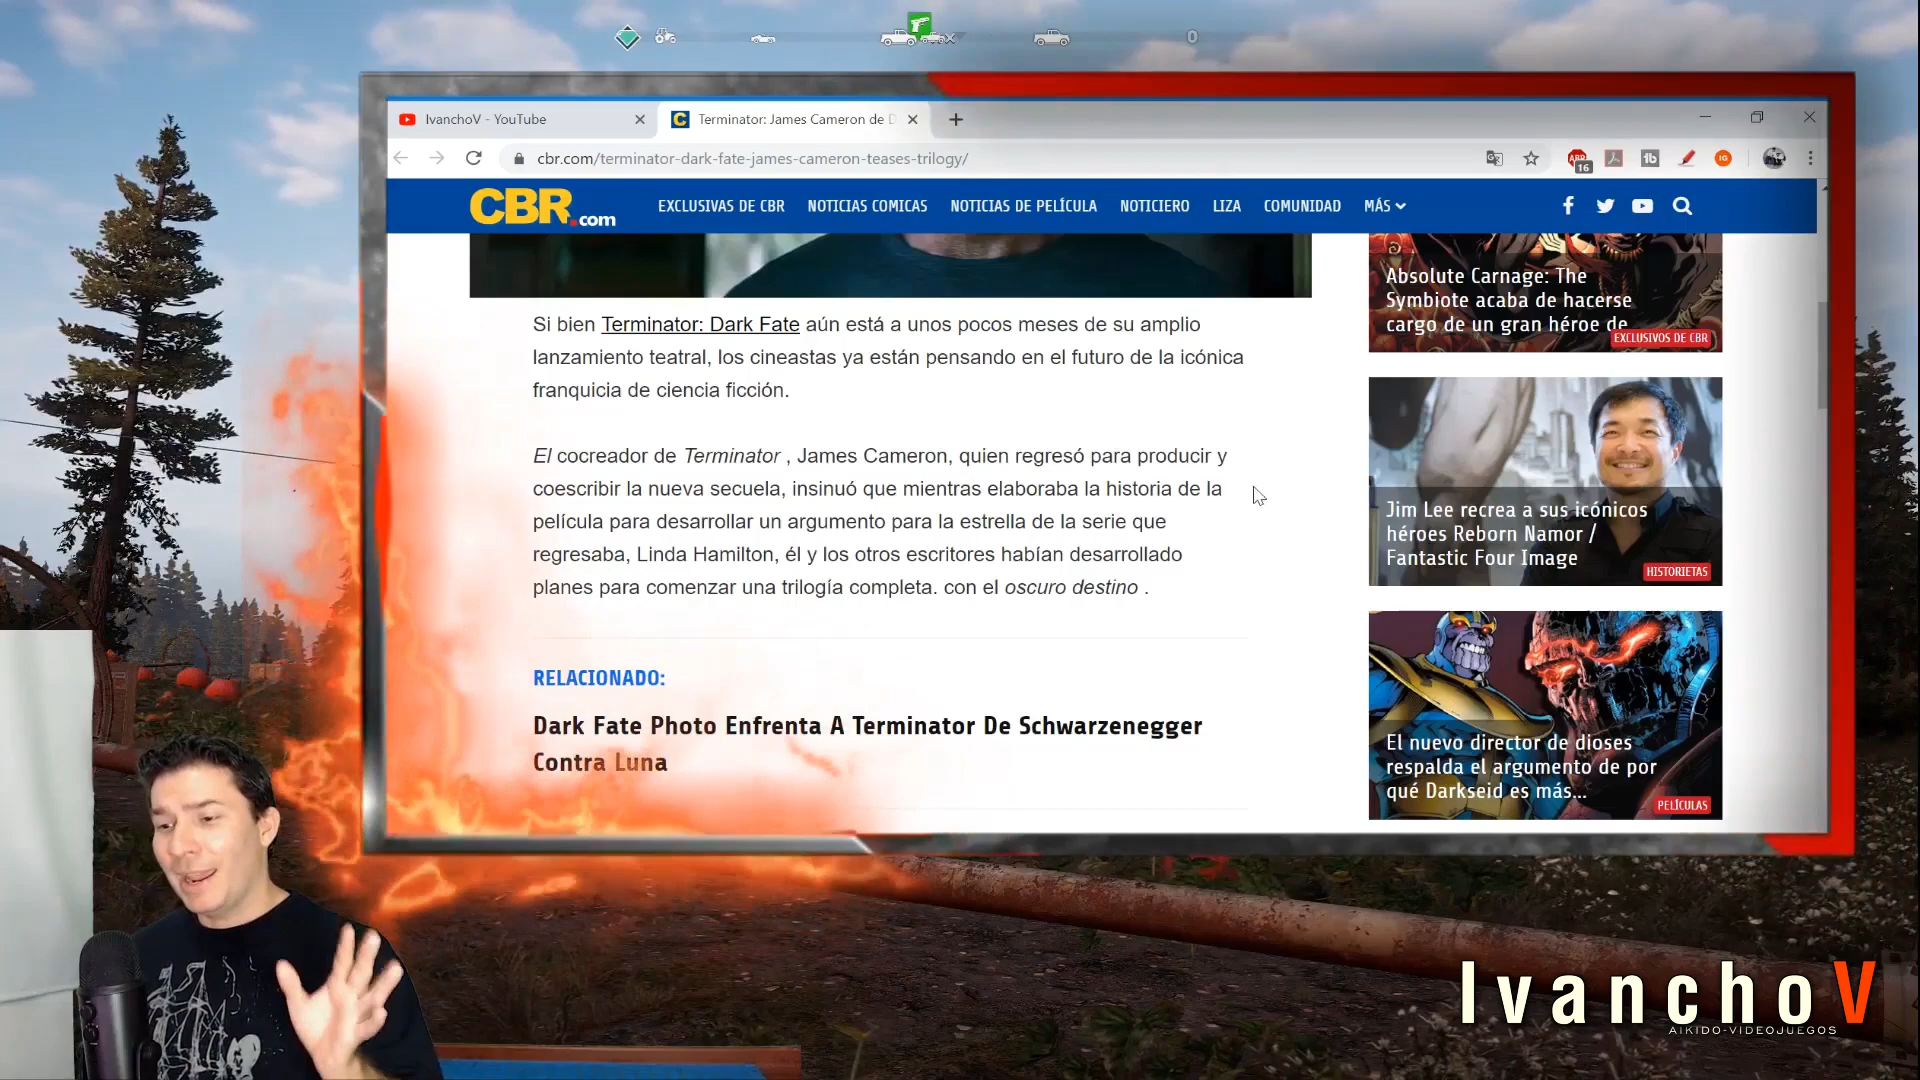 0
IvanchoV - YouTube
Terminator: James Cameron de D
cbr.com/terminator-dark-fate-james-cameron-teases-trilogy/
ABP
16
IG
CBR.com
EXCLUSIVAS DE CBR
NOTICIAS COMICAS
NOTICIAS DE PELÍCULA
NOTICIERO
LIZA
COMUNIDAD
MÁS
Si bien Terminator: Dark Fate aún está a unos pocos meses de su amplio
lanzamiento teatral, los cineastas ya están pensando en el futuro de la icónica
franquicia de ciencia ficción.
El cocreador de Terminator , James Cameron, quien regresó para producir y
coescribir la nueva secuela, insinuó que mientras elaboraba la historia de la
película para desarrollar un argumento para la estrella de la serie que
regresaba, Linda Hamilton, él y los otros escritores habían desarrollado
planes para comenzar una trilogía completa. con el oscuro destino .
RELACIONADO:
Dark Fate Photo Enfrenta A Terminator De Schwarzenegger
Contra Luna
Absolute Carnage: The
Symbiote acaba de hacerse
cargo de un gran héroe de
EXCLUSIVOS DE CBR
Jim Lee recrea a sus icónicos
héroes Reborn Namor /
Fantastic Four Image
HISTORIETAS
El nuevo director de dioses
respalda el argumento de por
qué Darkseid es más...
PELÍCULAS
IvanchoV
AIKIDO-VIDEOJUEGOS